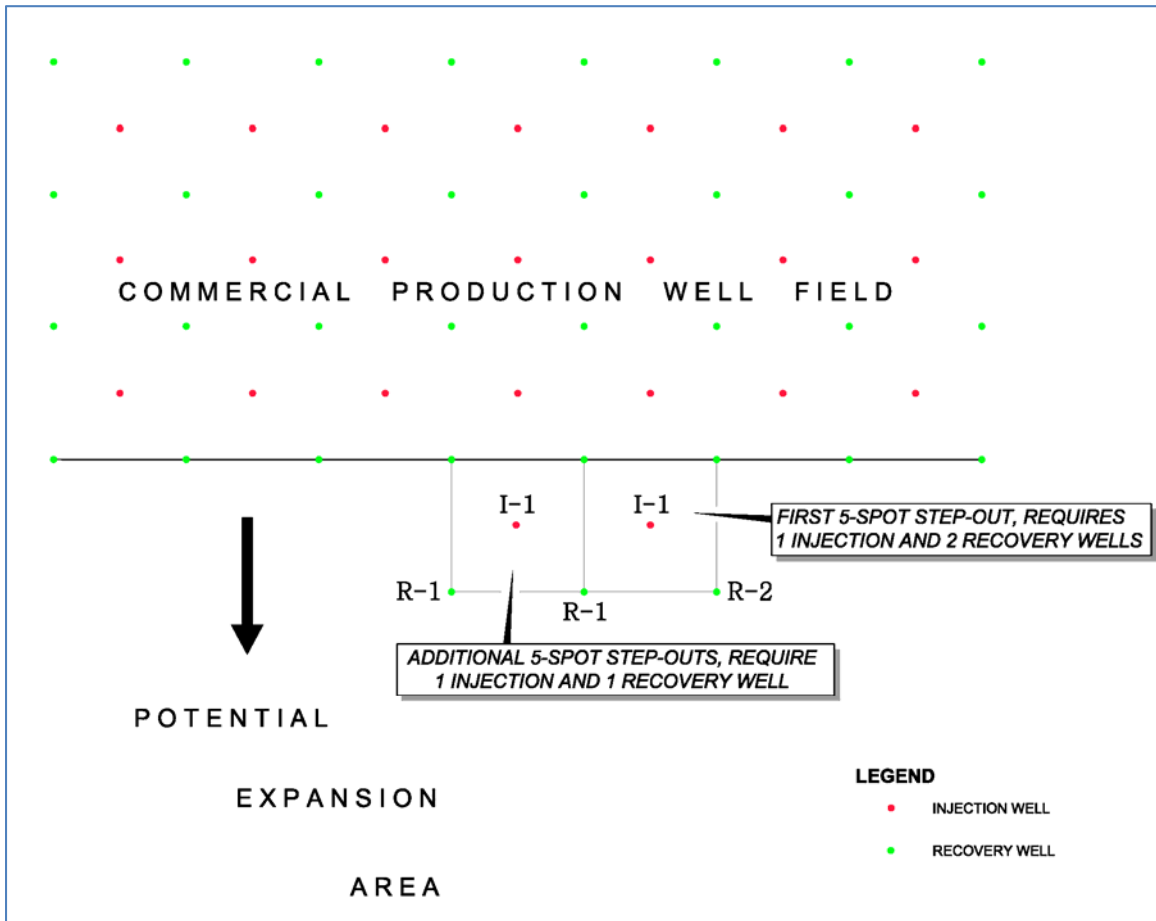 COMMERCIAL PRODUCTION WELL FIELD
I-1 I-1
FIRST 5-SPOT STEP-OUT, REQUIRES
1 INJECTION AND 2 RECOVERY WELLS
R-1 R-1 R-2
ADDITIONAL 5-SPOT STEP-OUTS, REQUIRE
1 INJECTION AND 1 RECOVERY WELL
POTENTIAL
EXPANSION
AREA
LEGEND
INJECTION WELL
RECOVERY WELL